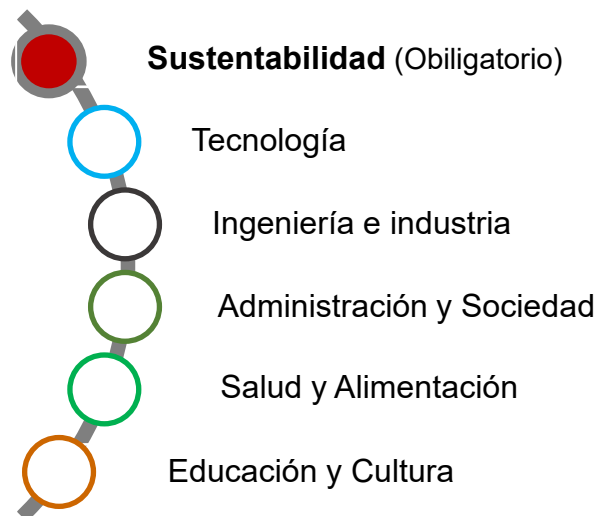 Sustentabilidad (Obiligatorio)
Tecnología
Ingeniería e industria
Administración y Sociedad
Salud y Alimentación
Educación y Cultura